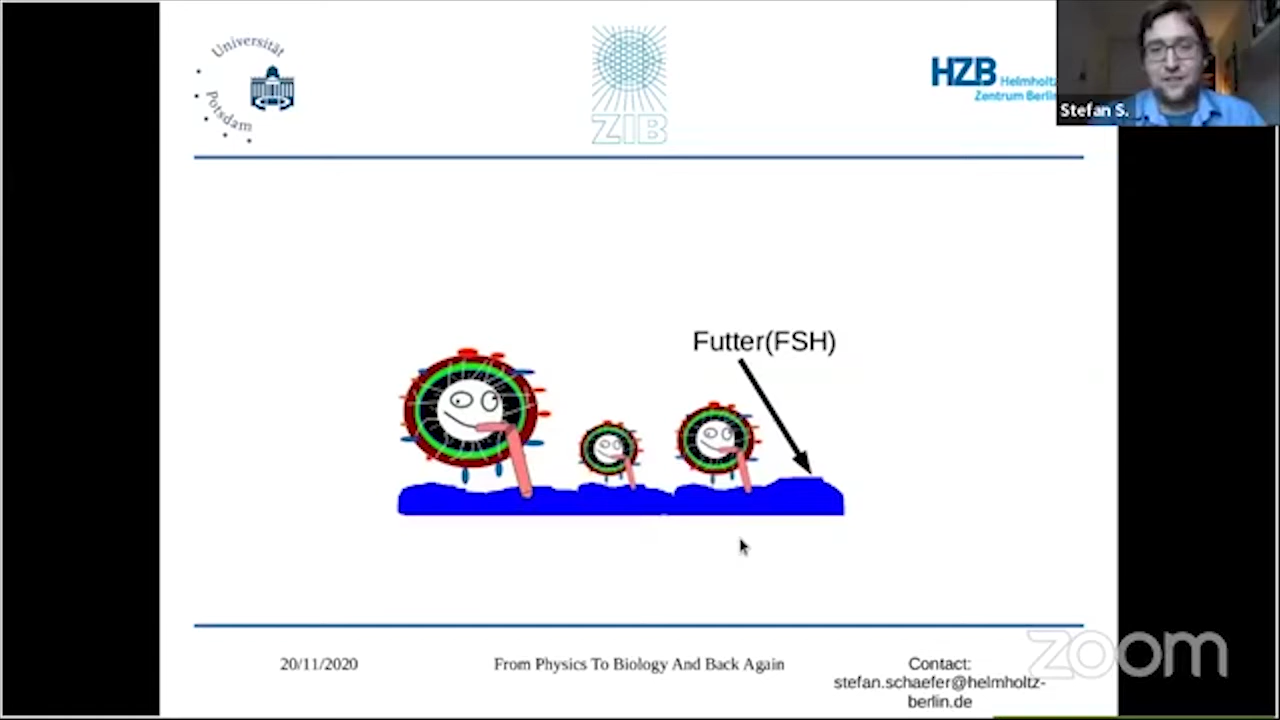 Universität
Potsdam
ZIB
HZB Helmholtz
Zentrum Berlin
Stefan S.
Futter(FSH)
20/11/2020
From Physics To Biology And Back Again
Contact:
stefan.schaefer@helmholtz-
berlin.de
zoom